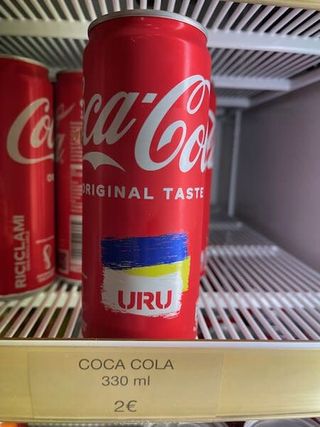 Coca-Cola
ORIGINAL TASTE
URU
RICICLAMI
COCA COLA
330 ml
2€